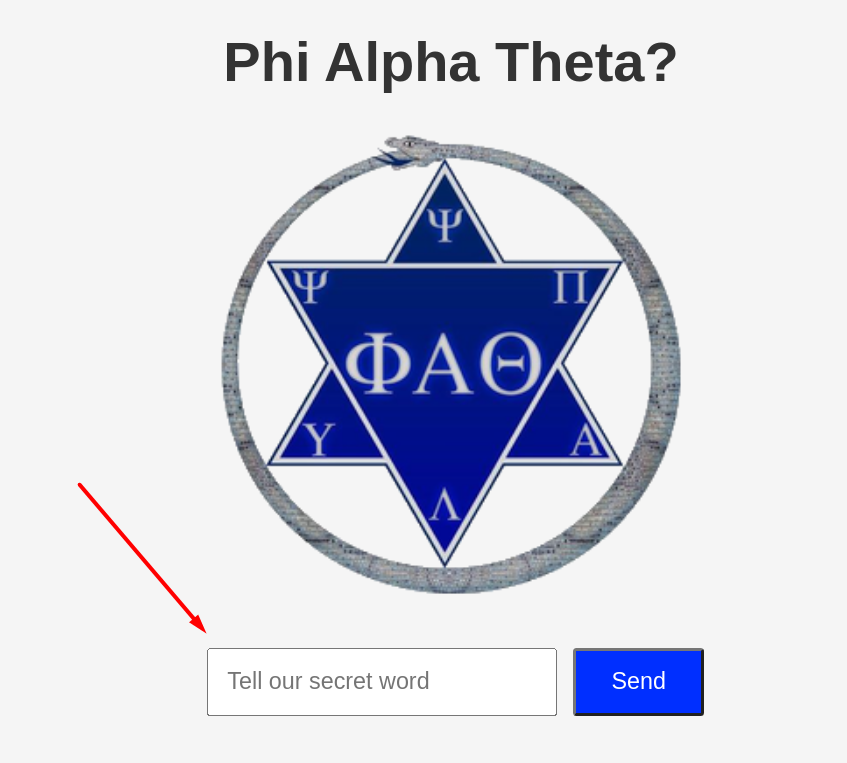 Phi Alpha Theta?
Ψ
Ψ Π
ΦΑΘ
Υ Α
Λ
Tell our secret word
Send